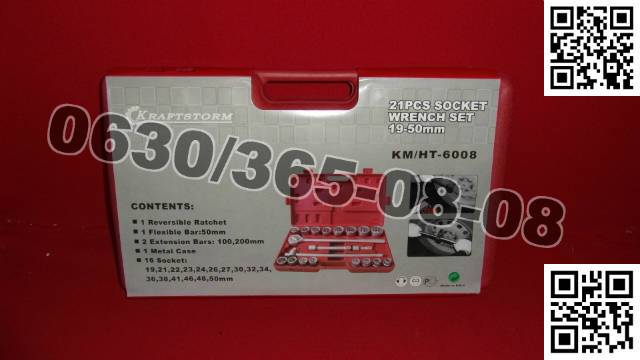 KRAFTSTORM
21PCS SOCKET
WRENCH SET
19-50mm
KM/HT-6008
0630/365-08-08
CONTENTS:
1 Reversible Ratchet
1 Flexible Bar:50mm
2 Extension Bars: 100,200mm
1 Metal Case
16 Socket:
19,21,22,23,24,26,27,30,32,34,
36,38,41,46,48,50mm